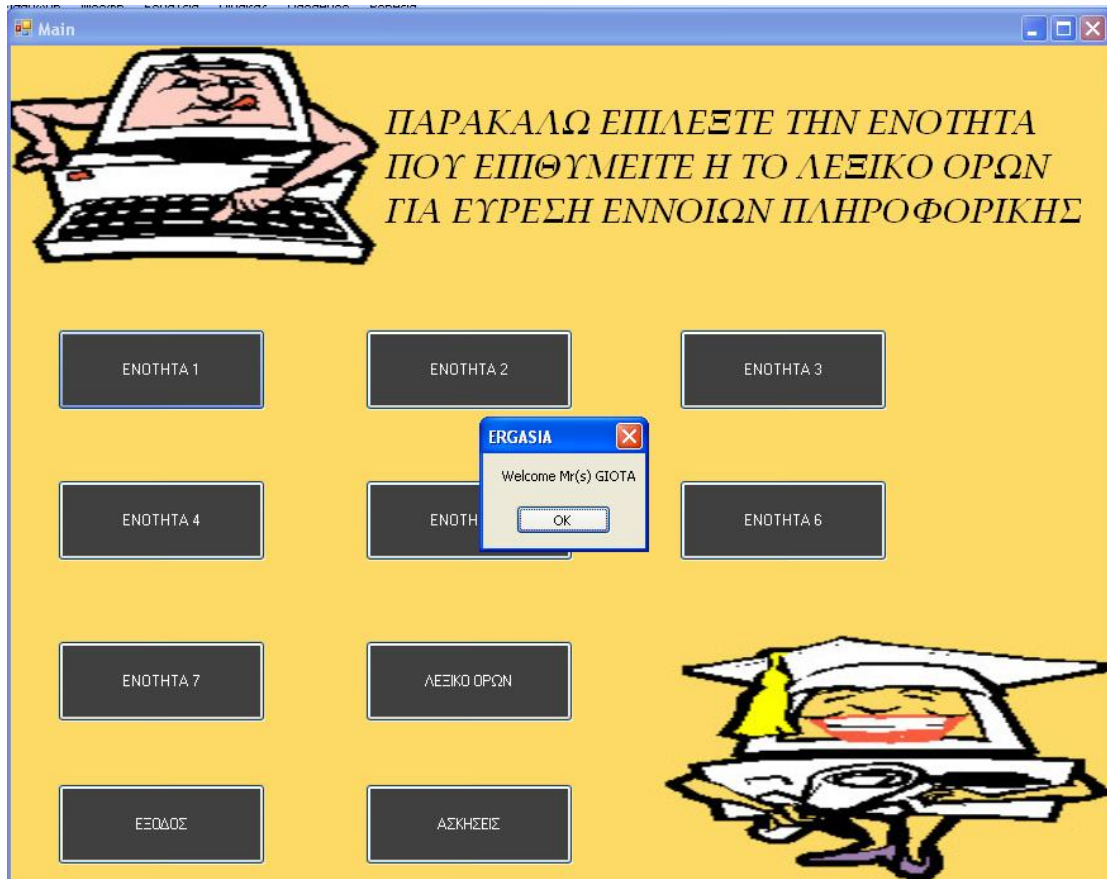 Main
ΠΑΡΑΚΑΛΩ ΕΠΙΛΕΞΤΕ ΤΗΝ ΕΝΟΤΗΤΑ
ΠΟΥ ΕΠΙΘΥΜΕΙΤΕ Η ΤΟ ΛΕΞΙΚΟ ΟΡΩΝ
ΓΙΑ ΕΥΡΕΣΗ ΕΝΝΟΙΩΝ ΠΛΗΡΟΦΟΡΙΚΗΣ
ΕΝΟΤΗΤΑ 1
ΕΝΟΤΗΤΑ 2
ΕΝΟΤΗΤΑ 3
ERGASIA
Welcome Mr(s) GIOTA
OK
ΕΝΟΤΗΤΑ 4
ΕΝΟΤΗ
ΕΝΟΤΗΤΑ 6
ΕΝΟΤΗΤΑ 7
ΛΕΞΙΚΟ ΟΡΩΝ
ΕΞΟΔΟΣ
ΑΣΚΗΣΕΙΣ